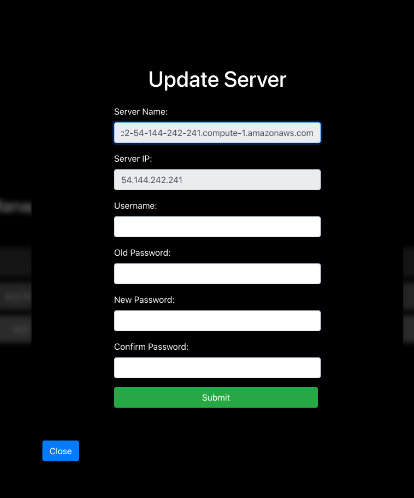 Update Server
Server Name:
c2-54-144-242-241.compute-1.amazonaws.com
Server IP:
54.144.242.241
Username:
Old Password:
New Password:
Confirm Password:
Submit
Close